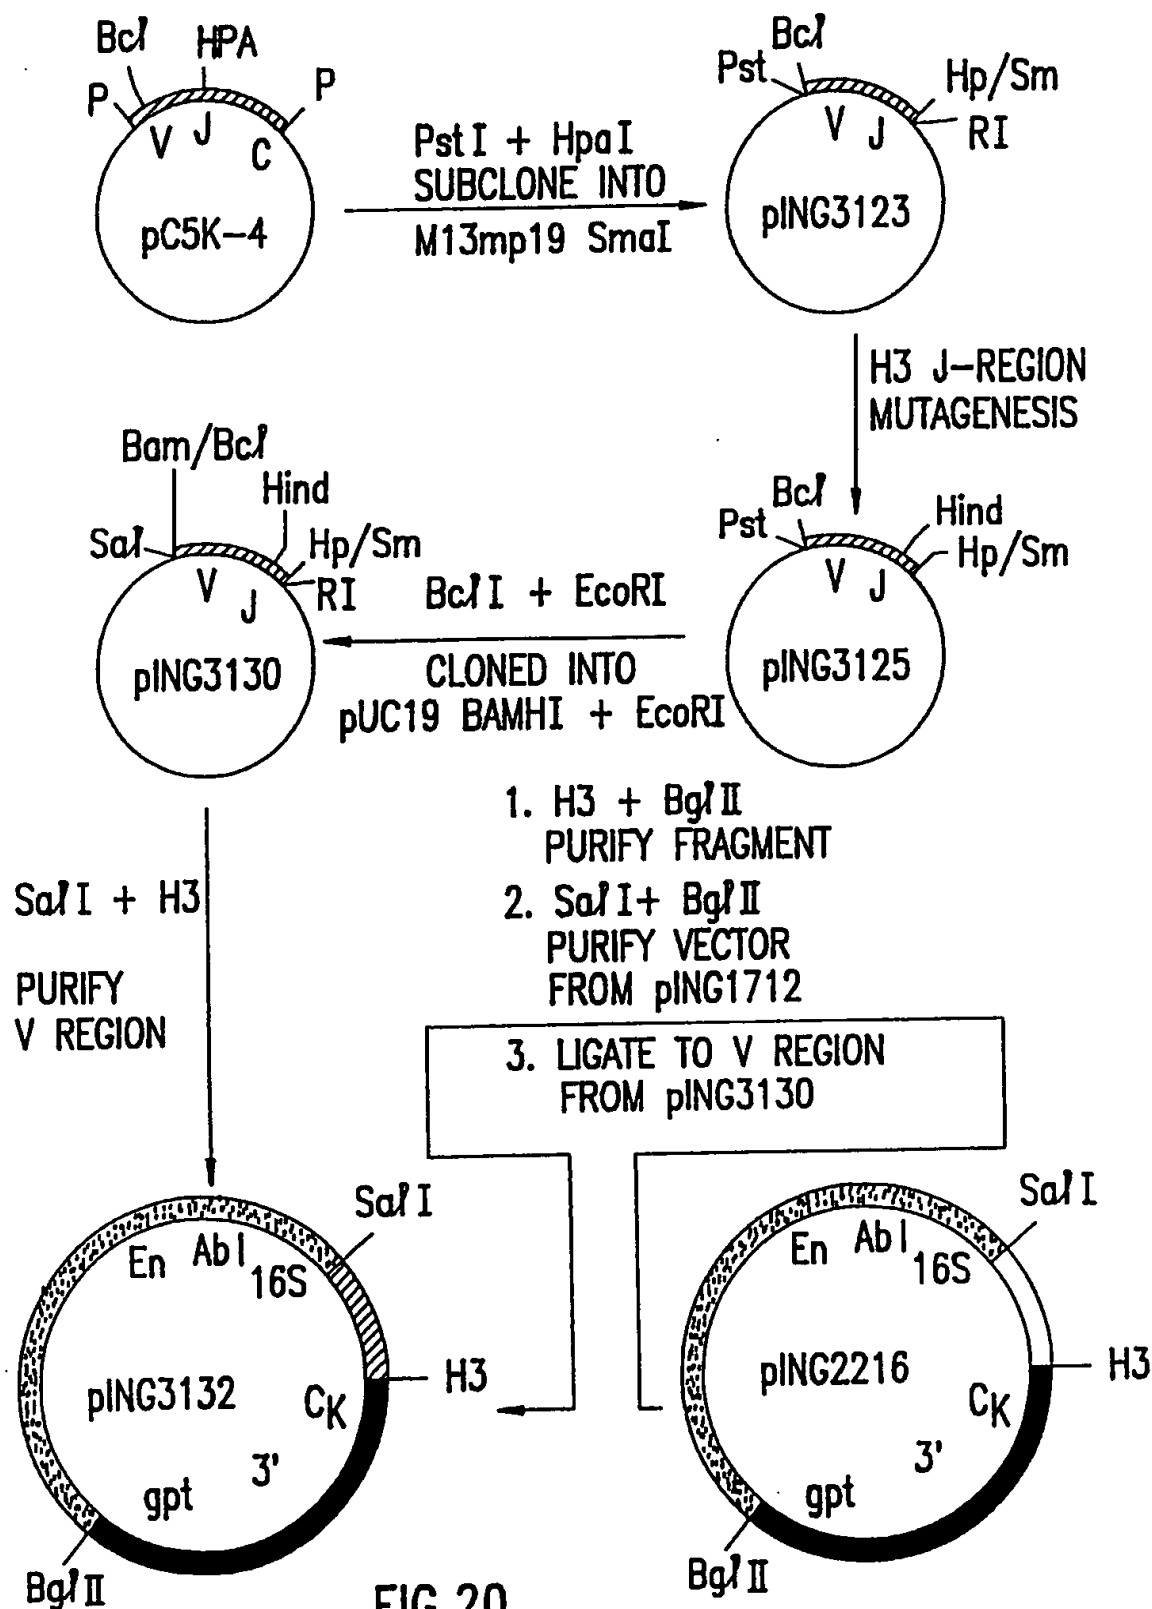 Bcl
HPA
P
P
V
J
C
pC5K-4
PstI + HpaI
SUBCLONE INTO
M13mp19 SmaI
Bcl
Pst
Hp/Sm
RI
V
J
pING3123
H3 J-REGION
MUTAGENESIS
Bam/Bcl
Hind
Sal
Hp/Sm
RI
V
J
pING3130
BclI + EcoRI
CLONED INTO
pUC19 BAMHI + EcoRI
Bcl
Pst
Hind
Hp/Sm
V
J
pING3125
SalI + H3
PURIFY
V REGION
1. H3 + BglII
PURIFY FRAGMENT
2. SalI+ BglII
PURIFY VECTOR
FROM pING1712
3. LIGATE TO V REGION
FROM pING3130
SalI
En
Abl
16S
pING3132
H3
CK
3'
gpt
BglII
SalI
En
Abl
16S
pING2216
H3
CK
3'
gpt
BglII
FIG.20